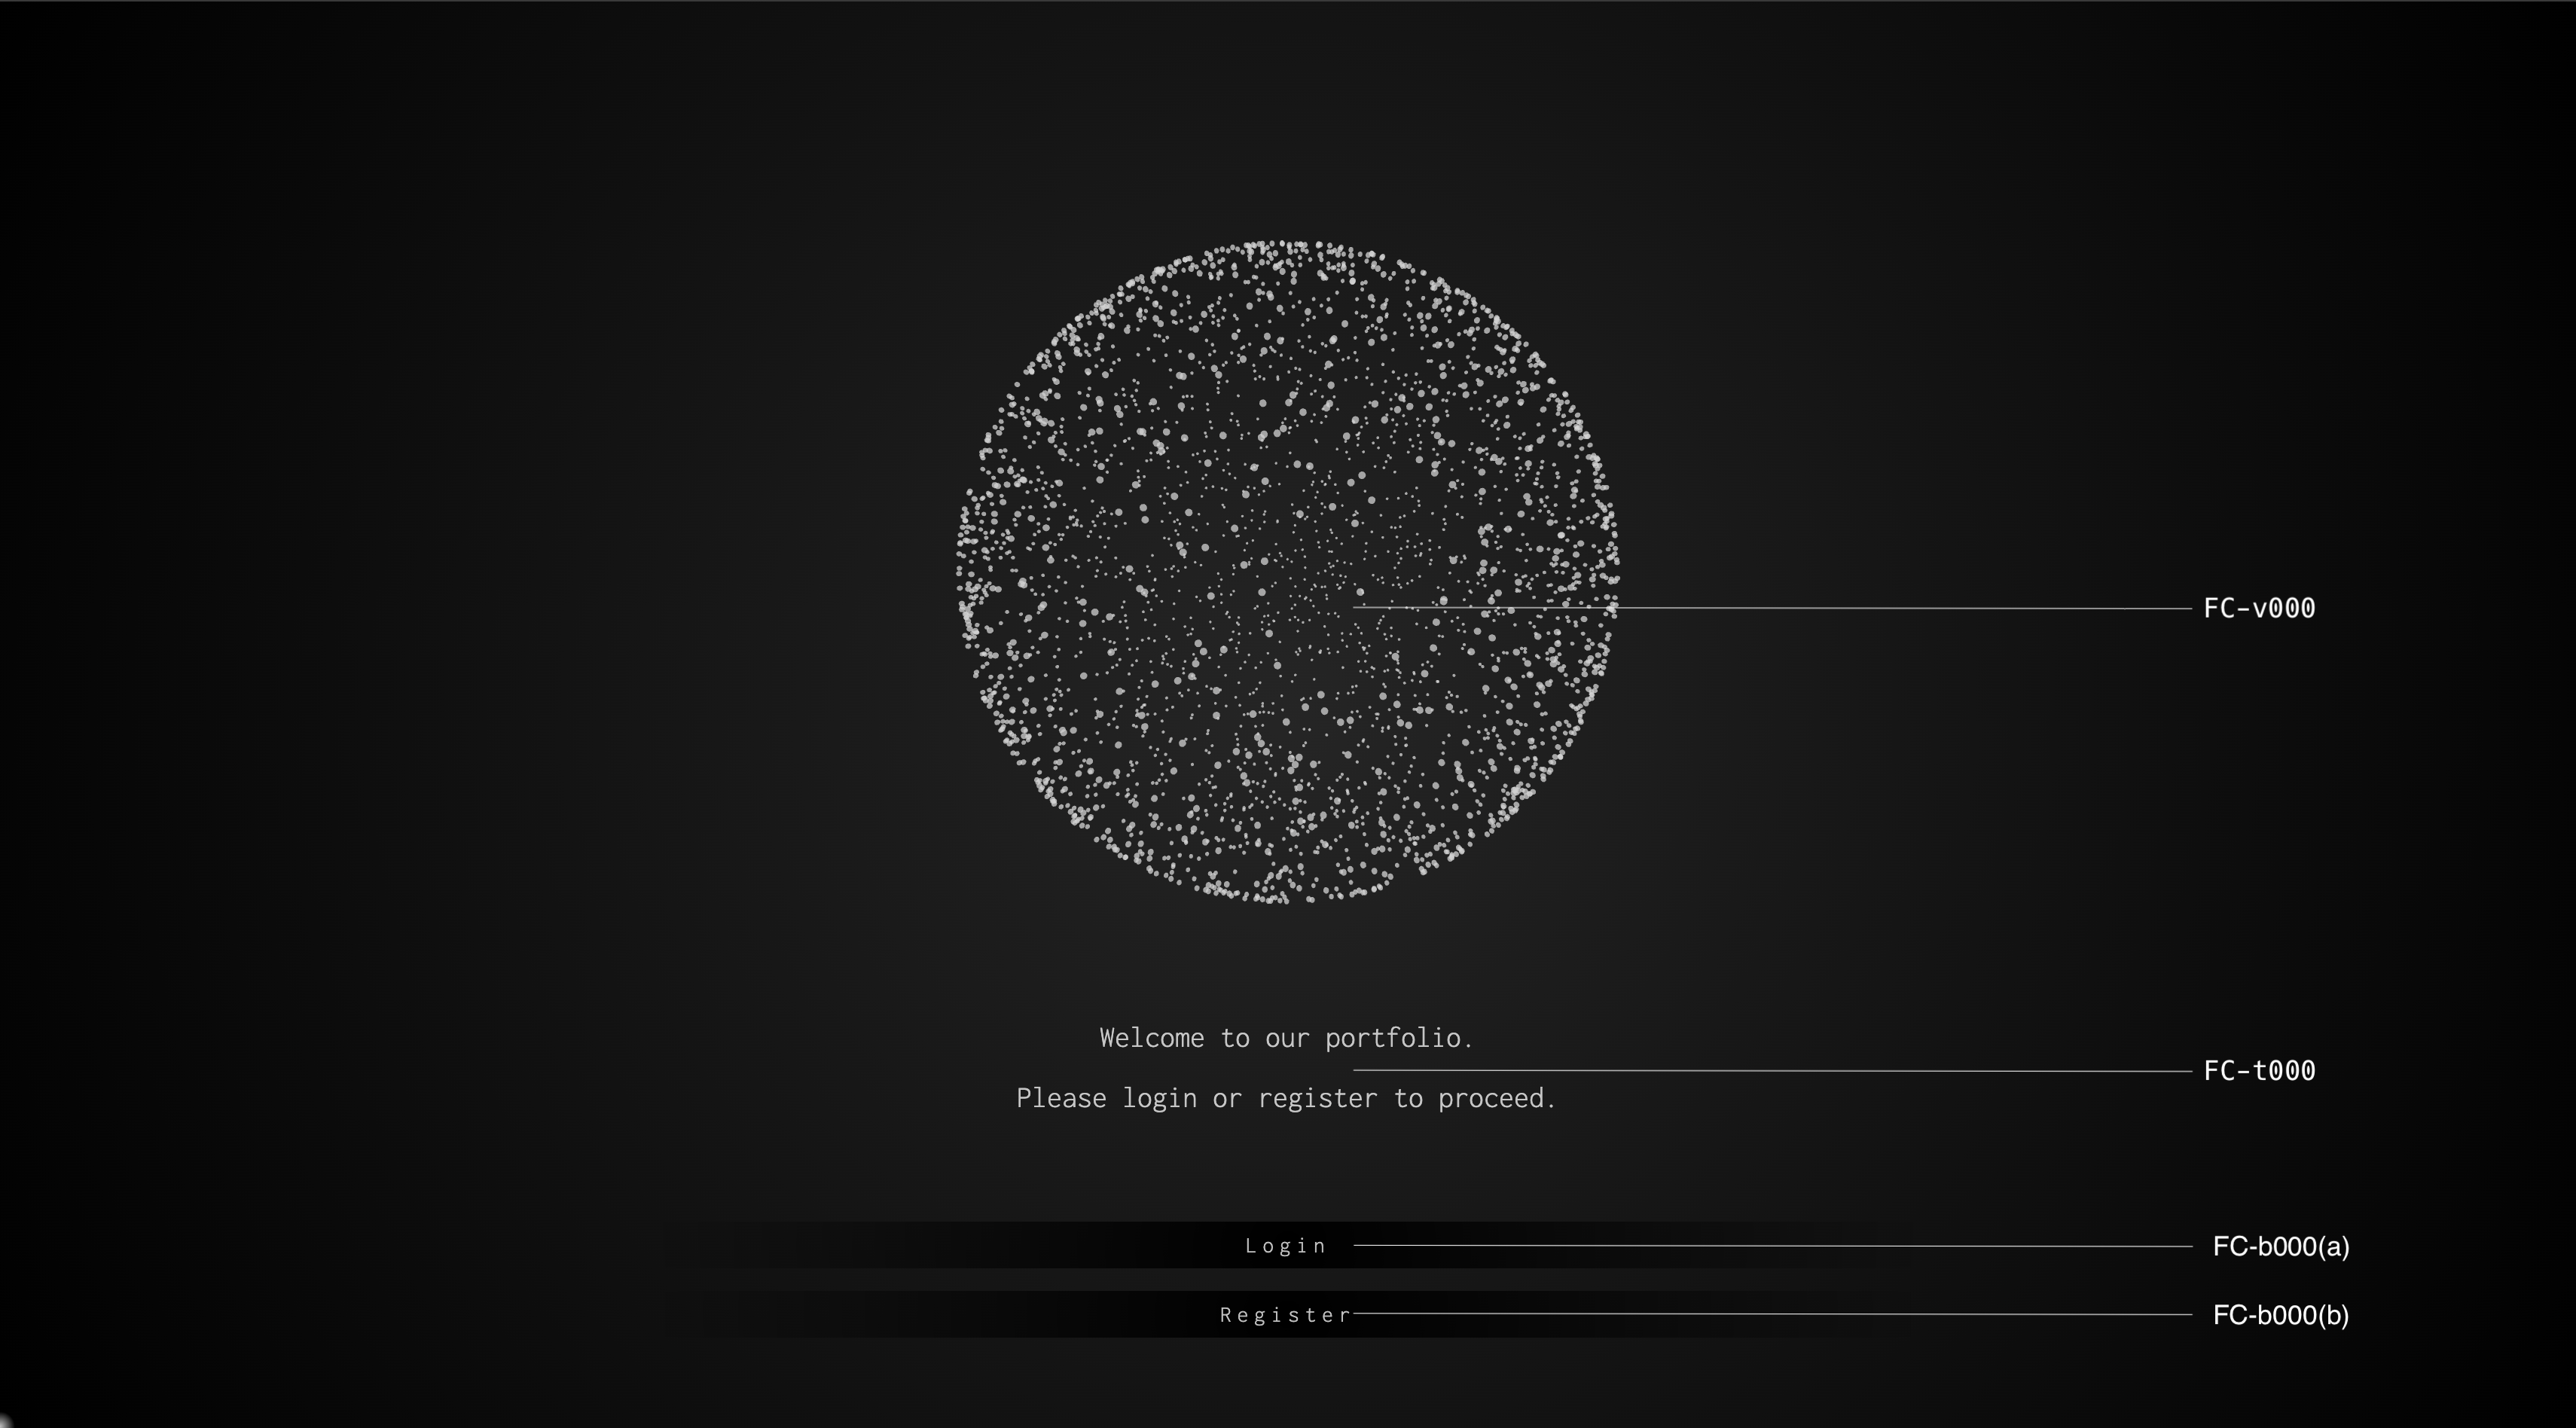 FC-v000
Welcome to our portfolio.
FC-t000
Please login or register to proceed.
Login
FC-b000(a)
Register
FC-b000(b)